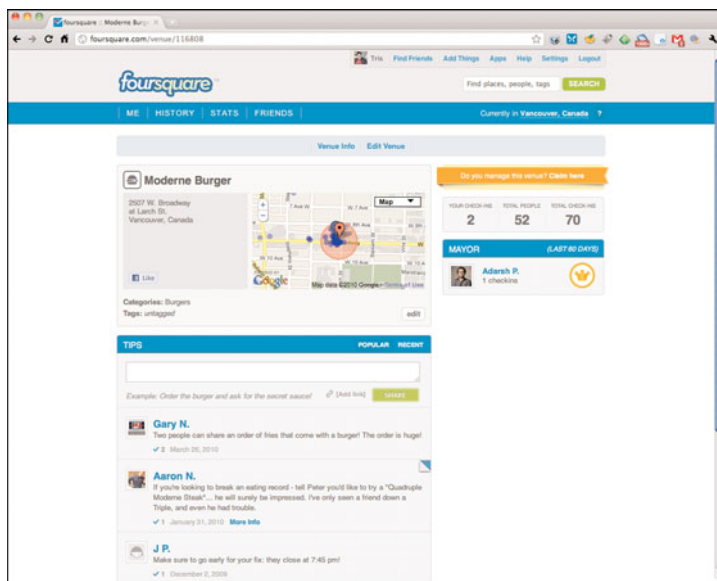 foursquare :: Moderne Burge
foursquare.com/venue/116808
Tris Find Friends Add Things Apps Help Settings Logout
foursquare
Find places, people, tags SEARCH
ME HISTORY STATS FRIENDS Currently in Vancouver, Canada ?
Venue Info Edit Venue
Moderne Burger
2507 W. Broadway
at Larch St.
Vancouver, Canada
Like
Map
W 7 Ave
W 8th Ave
W 10 Ave
W 10 Ave
Google
Map data ©2010 Google - Terms of Use
Categories: Burgers
Tags: untagged
edit
Do you manage this venue? Claim here
YOUR CHECK-INS TOTAL PEOPLE TOTAL CHECK-INS
2 52 70
MAYOR (LAST 60 DAYS)
Adarsh P.
1 checkins
TIPS POPULAR RECENT
Example: Order the burger and ask for the secret sauce! [Add link] SHARE
Gary N.
Two people can share an order of fries that come with a burger! The order is huge!
2 March 26, 2010
Aaron N.
If you're looking to break an eating record - tell Peter you'd like to try a "Quadruple
Moderne Steak"... he will surely be impressed. I've only seen a friend down a
Triple, and even he had trouble.
1 January 31, 2010 More info
J P.
Make sure to go early for your fix: they close at 7:45 pm!
1 December 2, 2009